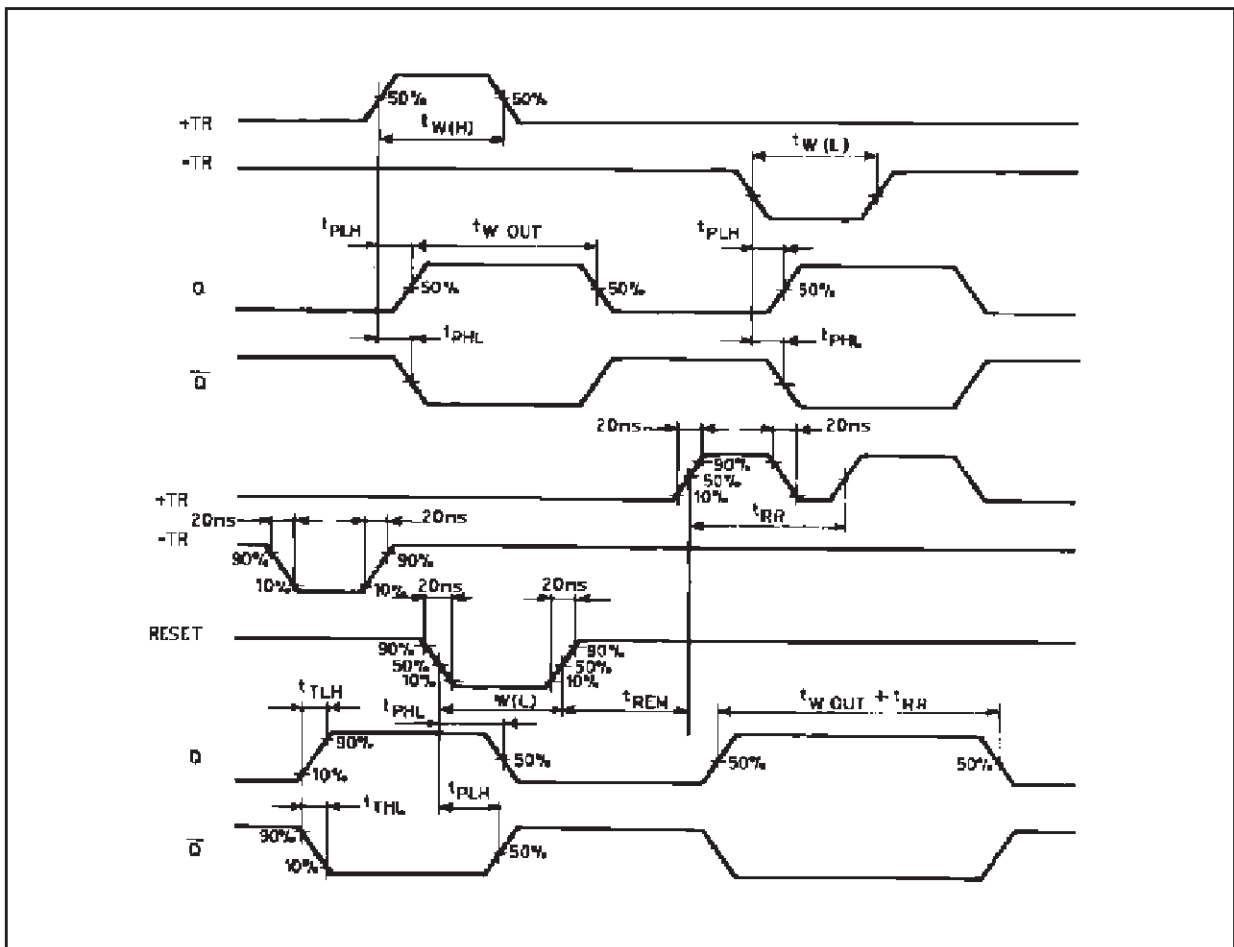 50% 50%
+TR
tW(H)
-TR
tW(L)
tPLH tW OUT tPLH
Q
50% 50% 50%
tPHL tPHL
Q
20ns 20ns
90%
50%
10%
+TR
tRR
20ns 20ns
-TR
90% 90%
10% 10%
20ns 20ns
RESET
90% 90%
50% 50%
10% 10%
tTLH W(L) tREM tW OUT + tRR
tPHL
90%
Q
50% 50% 50%
10%
tTHL tPLH
90%
Q
50%
10%